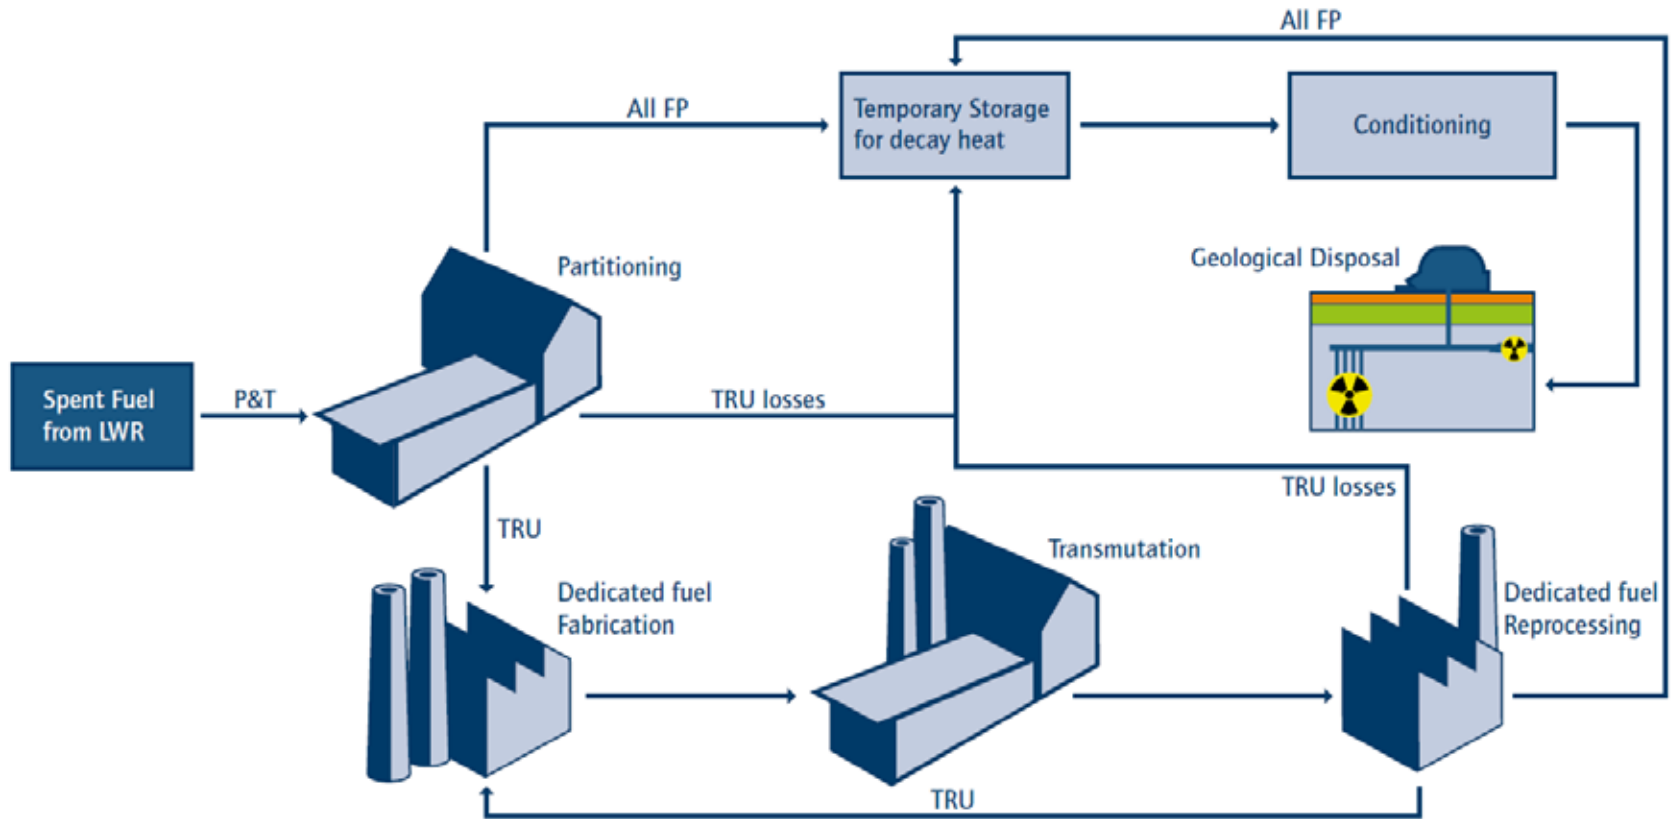 All FP
All FP
Temporary Storage
for decay heat
Conditioning
Partitioning
Geological Disposal
Spent Fuel
from LWR
P&T
TRU losses
TRU losses
TRU
Transmutation
Dedicated fuel
Fabrication
Dedicated fuel
Reprocessing
TRU